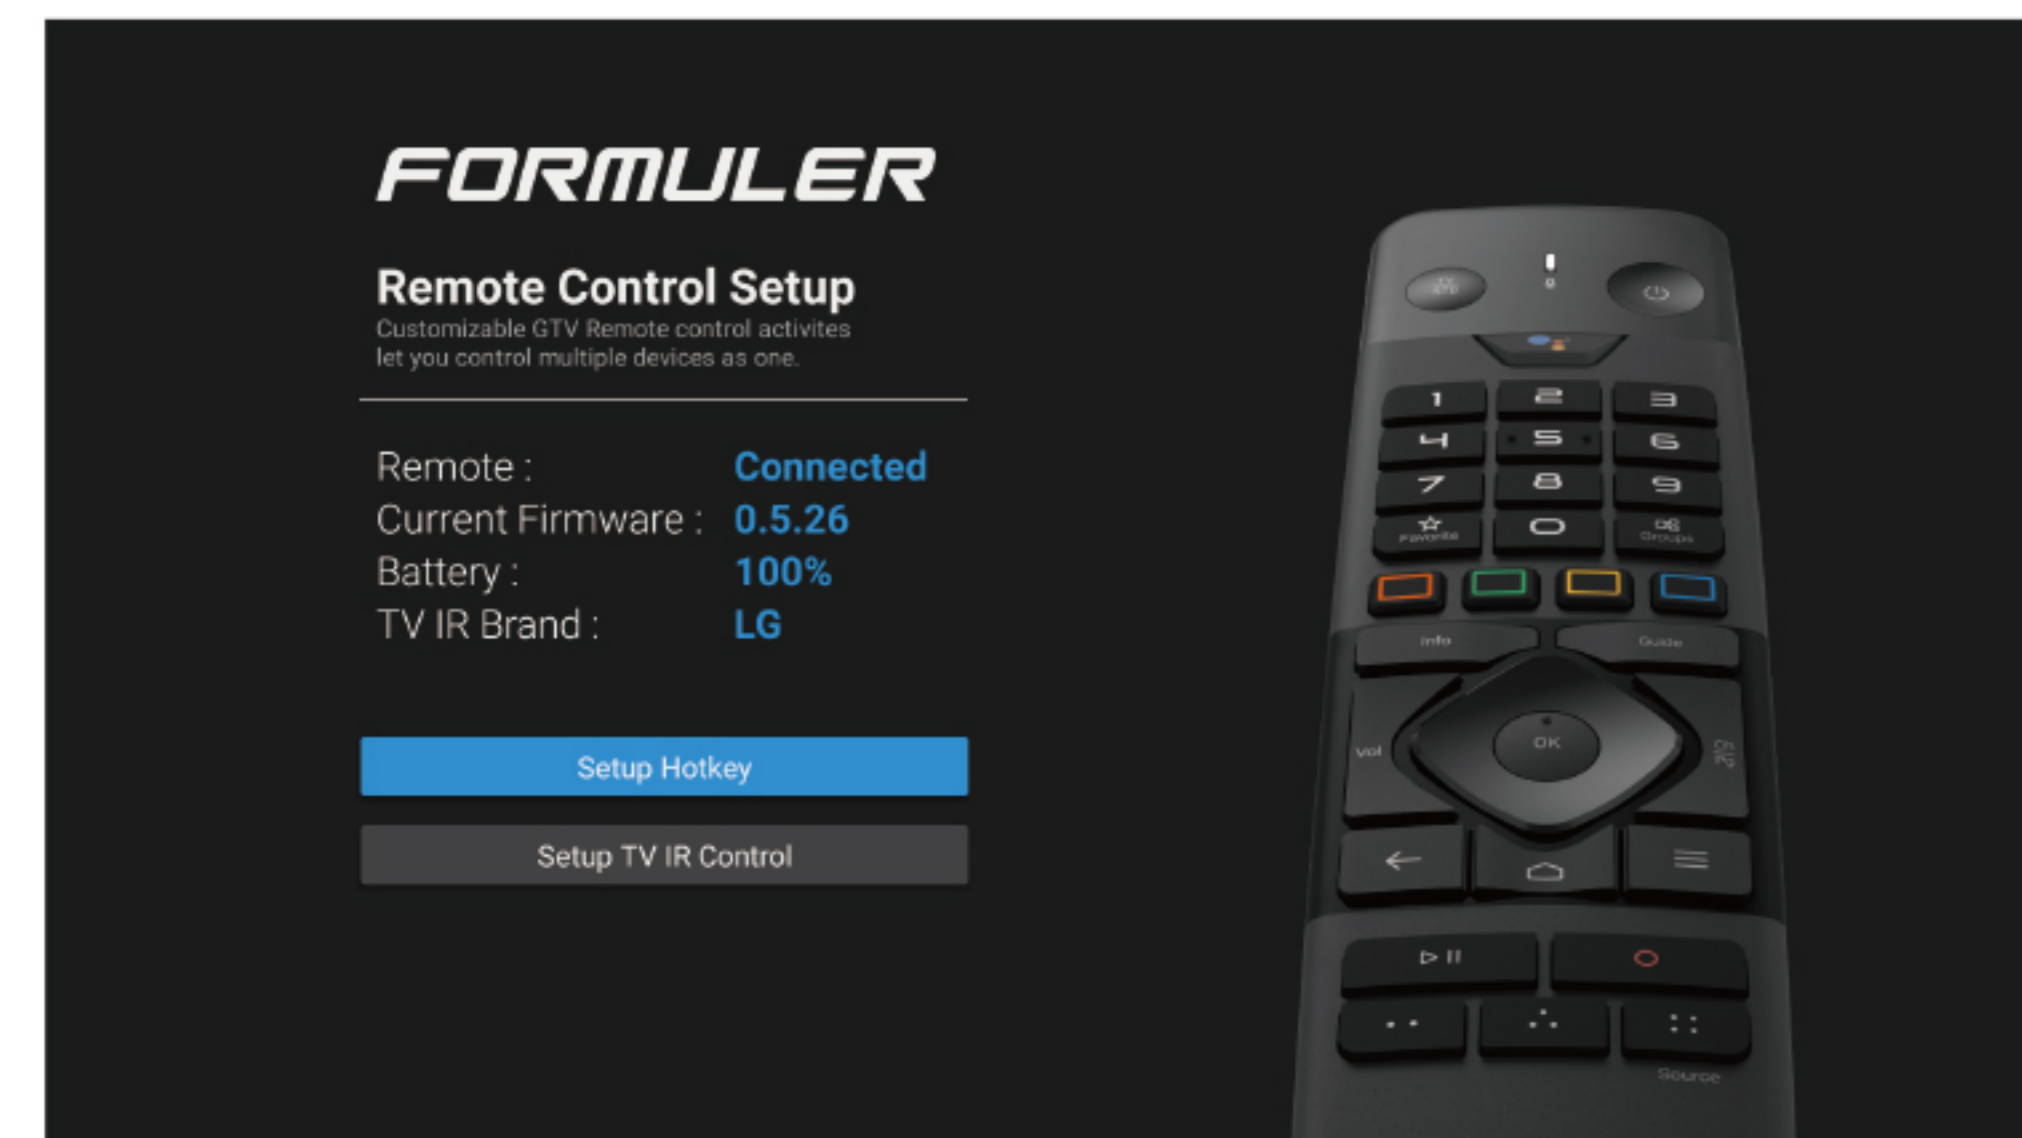 FORMULER
Remote Control Setup
Customizable GTV Remote control activites
let you control multiple devices as one.
Remote : Connected
Current Firmware : 0.5.26
Battery : 100%
TV IR Brand : LG
Setup Hotkey
Setup TV IR Control
1 2 3
4 5 6
7 8 9
Favorite 0 Groups
Info Guide
Vol OK
Source